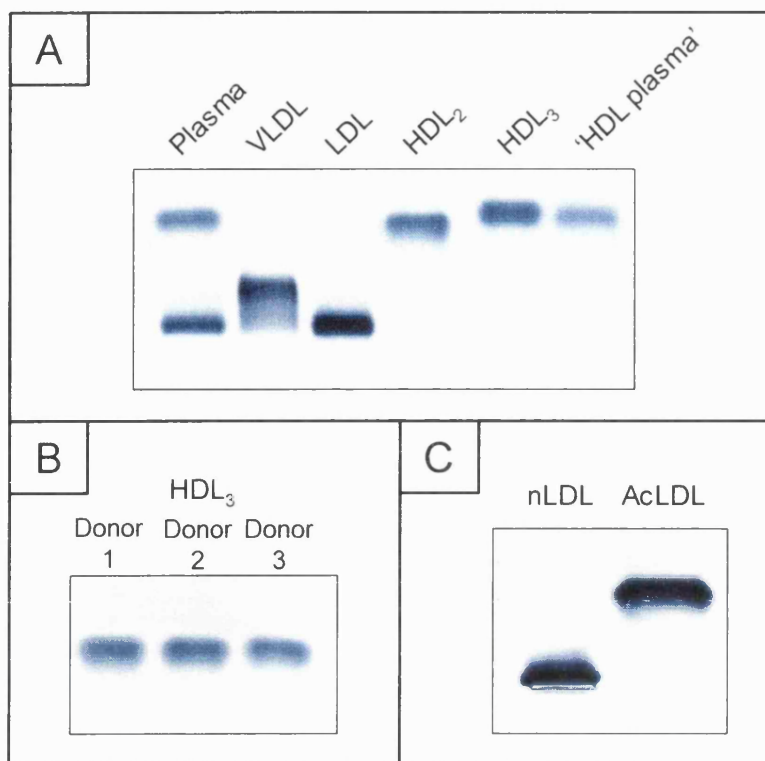 A
Plasma
VLDL
LDL
HDL₂
HDL₃
‘HDL plasma’
B
HDL₃
Donor 1
Donor 2
Donor 3
C
nLDL
AcLDL